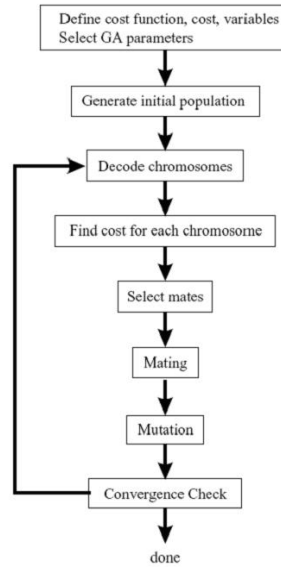 Define cost function, cost, variables
Select GA parameters
Generate initial population
Decode chromosomes
Find cost for each chromosome
Select mates
Mating
Mutation
Convergence Check
done